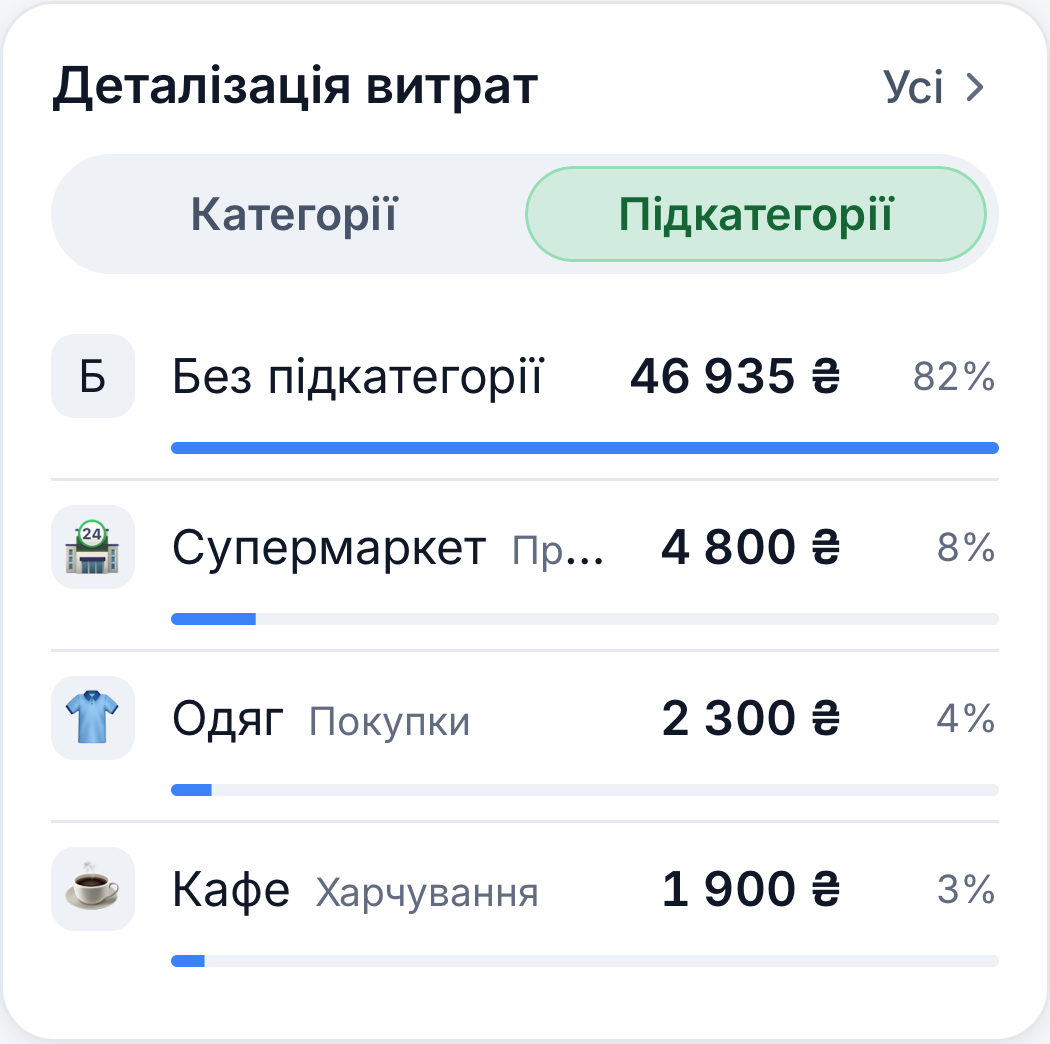 Деталізація витрат Усі
Категорії Підкатегорії
Б Без підкатегорії 46 935 ₴ 82%
24 Супермаркет Пр... 4 800 ₴ 8%
Одяг Покупки 2 300 ₴ 4%
Кафе Харчування 1 900 ₴ 3%